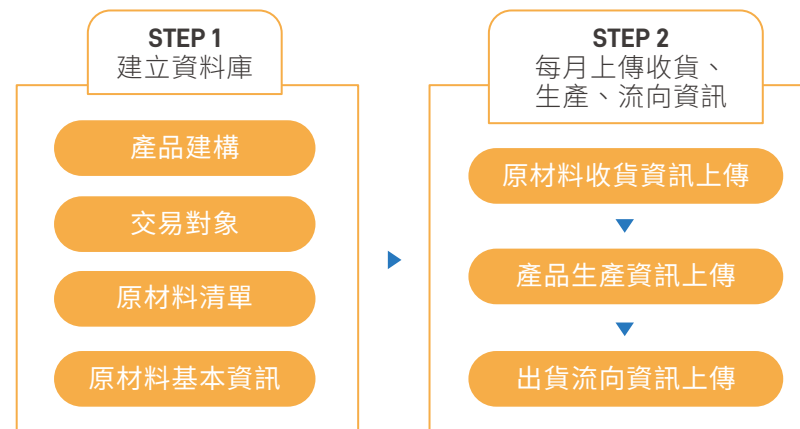 STEP 1
建立資料庫
產品建構
交易對象
原材料清單
原材料基本資訊
STEP 2
每月上傳收貨、
生產、流向資訊
原材料收貨資訊上傳
產品生產資訊上傳
出貨流向資訊上傳